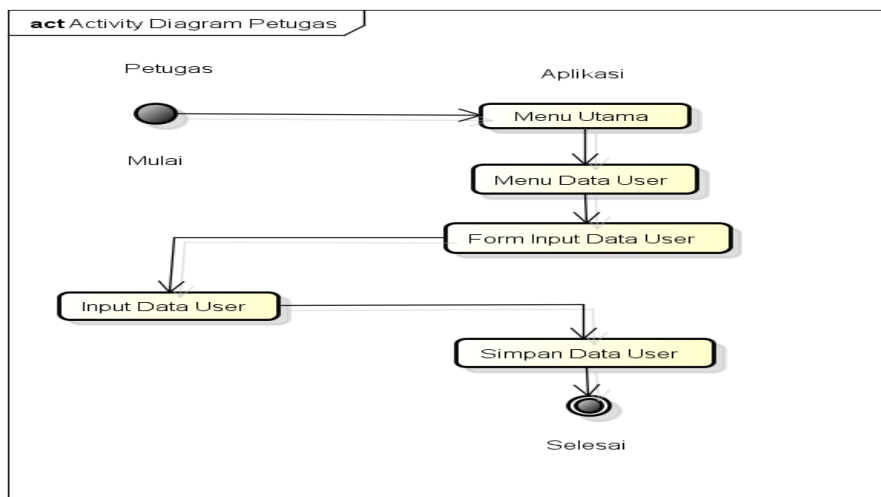 act Activity Diagram Petugas
Petugas
Aplikasi
Menu Utama
Mulai
Menu Data User
Form Input Data User
Input Data User
Simpan Data User
Selesai